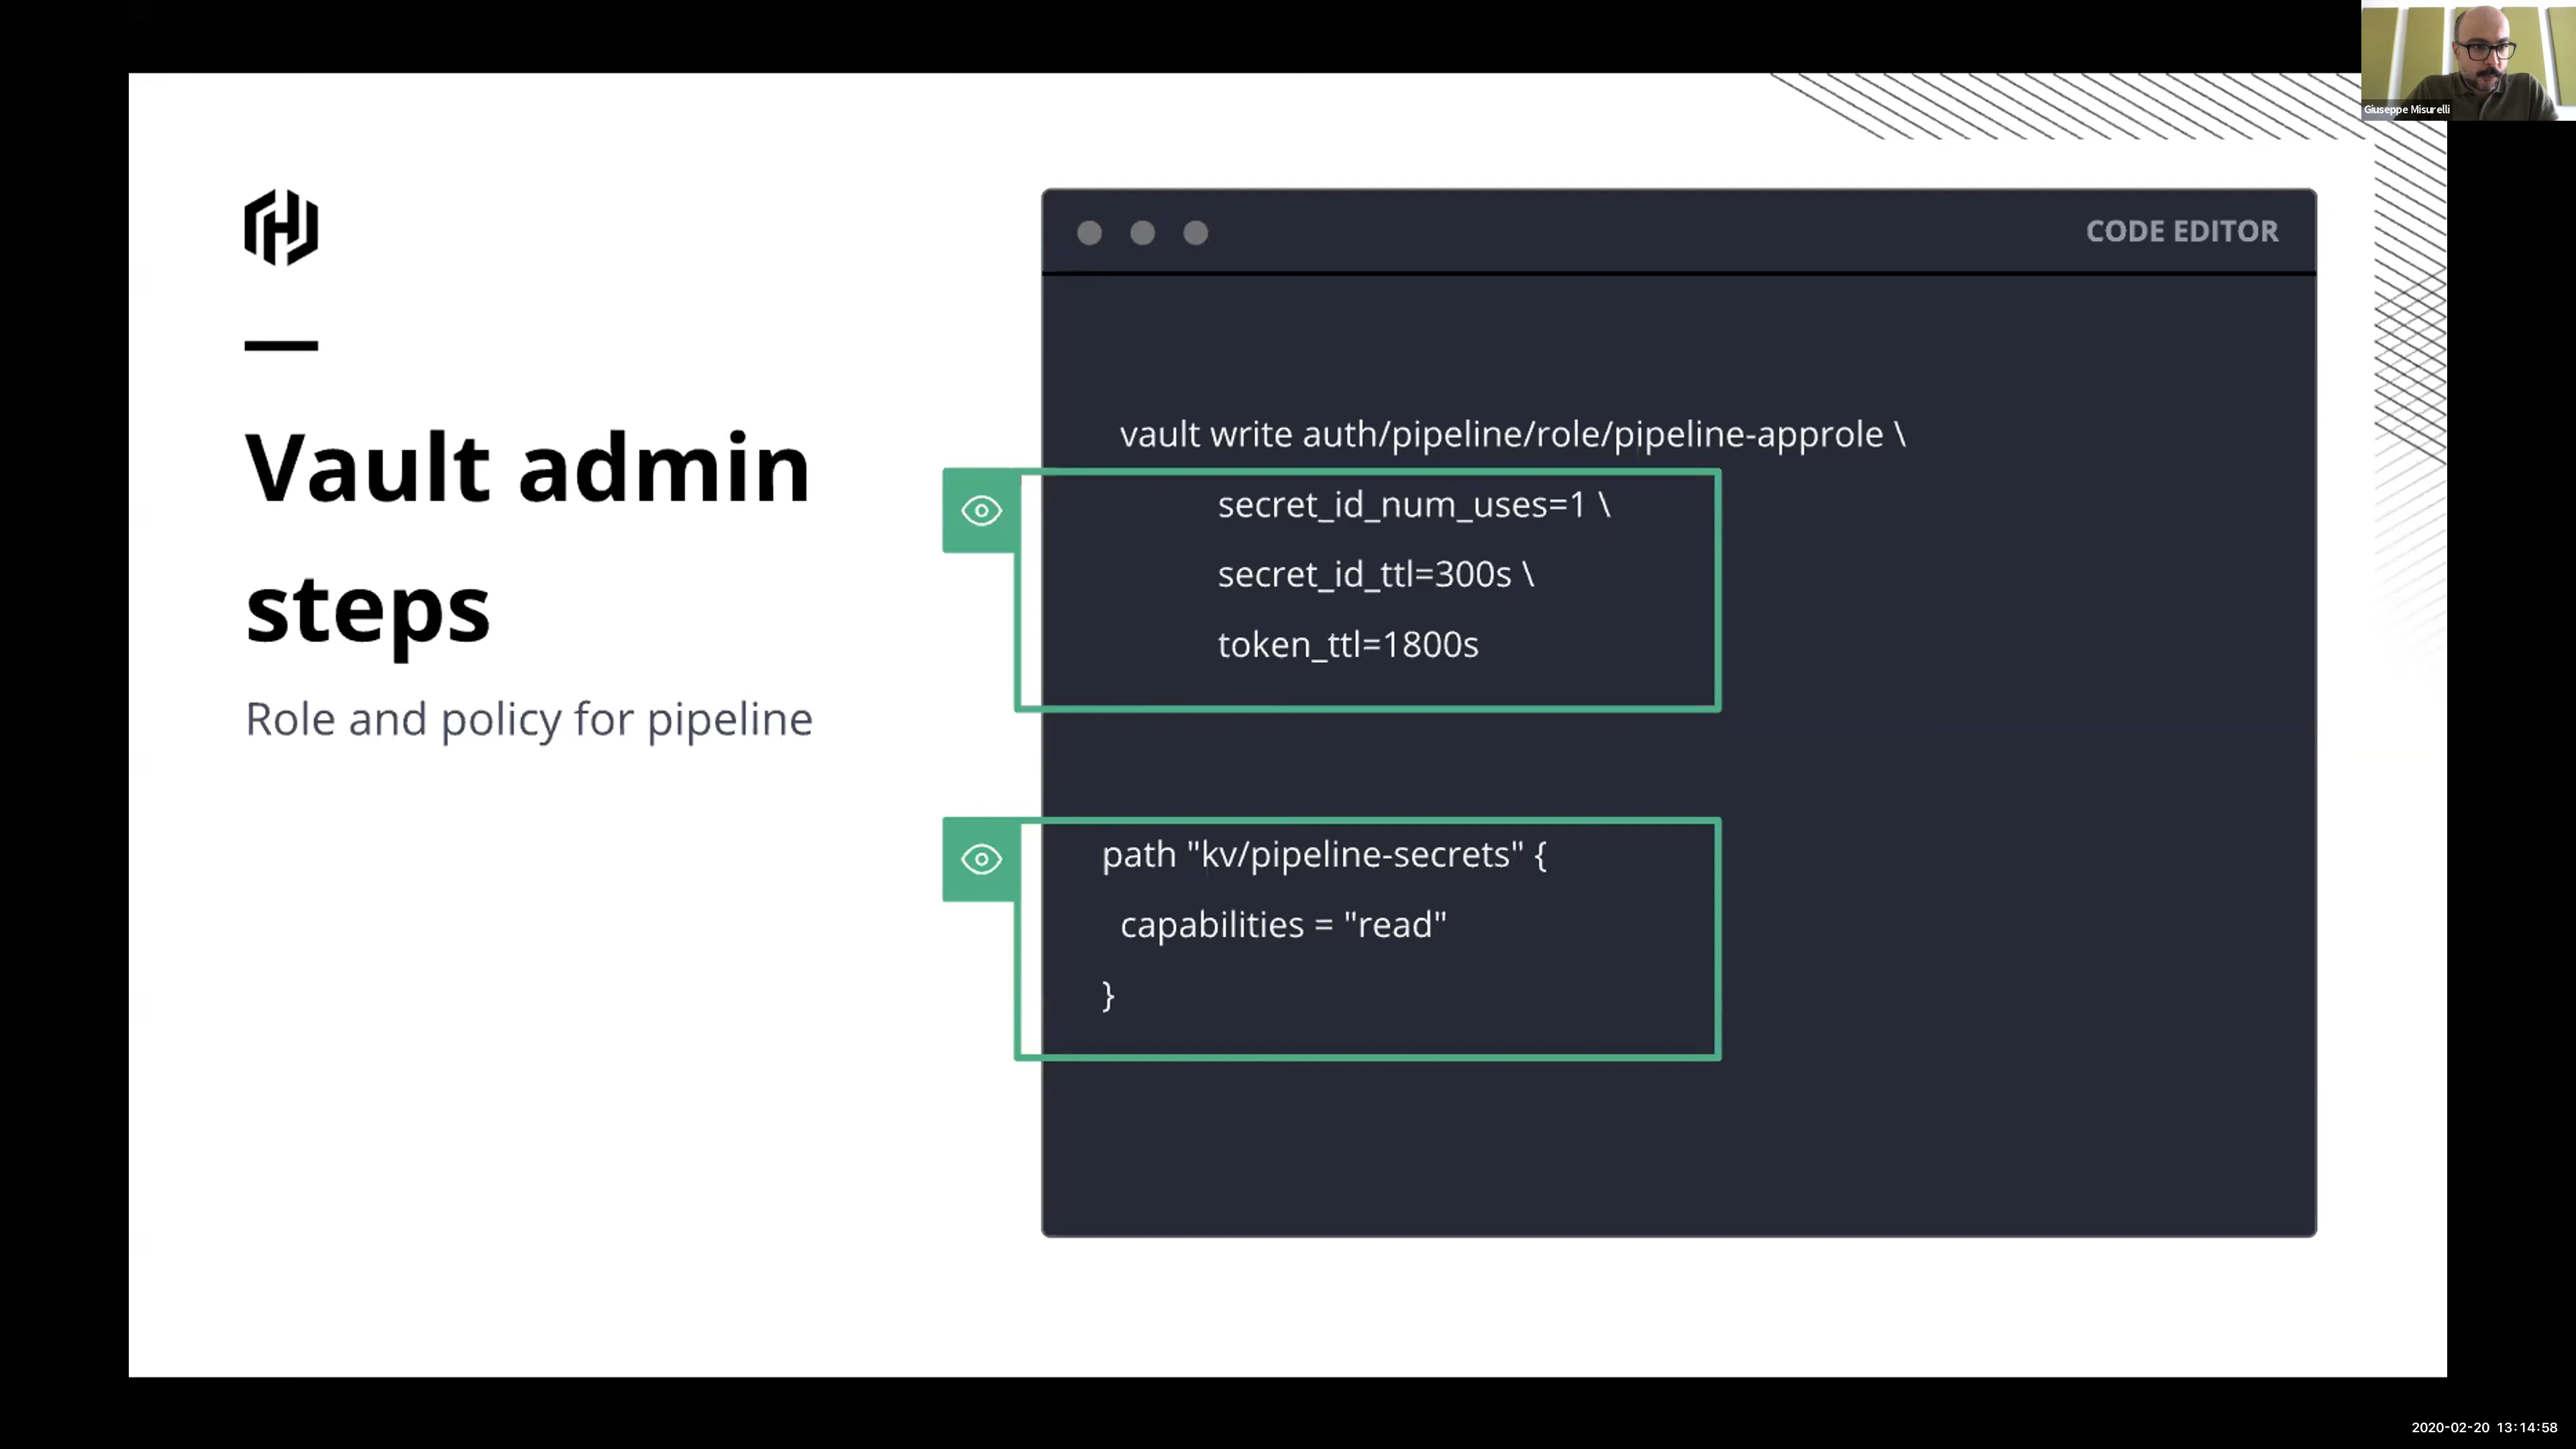 Giuseppe Misurelli
CODE EDITOR
Vault admin
steps
Role and policy for pipeline
vault write auth/pipeline/role/pipeline-approle \
secret_id_num_uses=1 \
secret_id_ttl=300s \
token_ttl=1800s
path "kv/pipeline-secrets" {
capabilities = "read"
}
2020-02-20 13:14:58